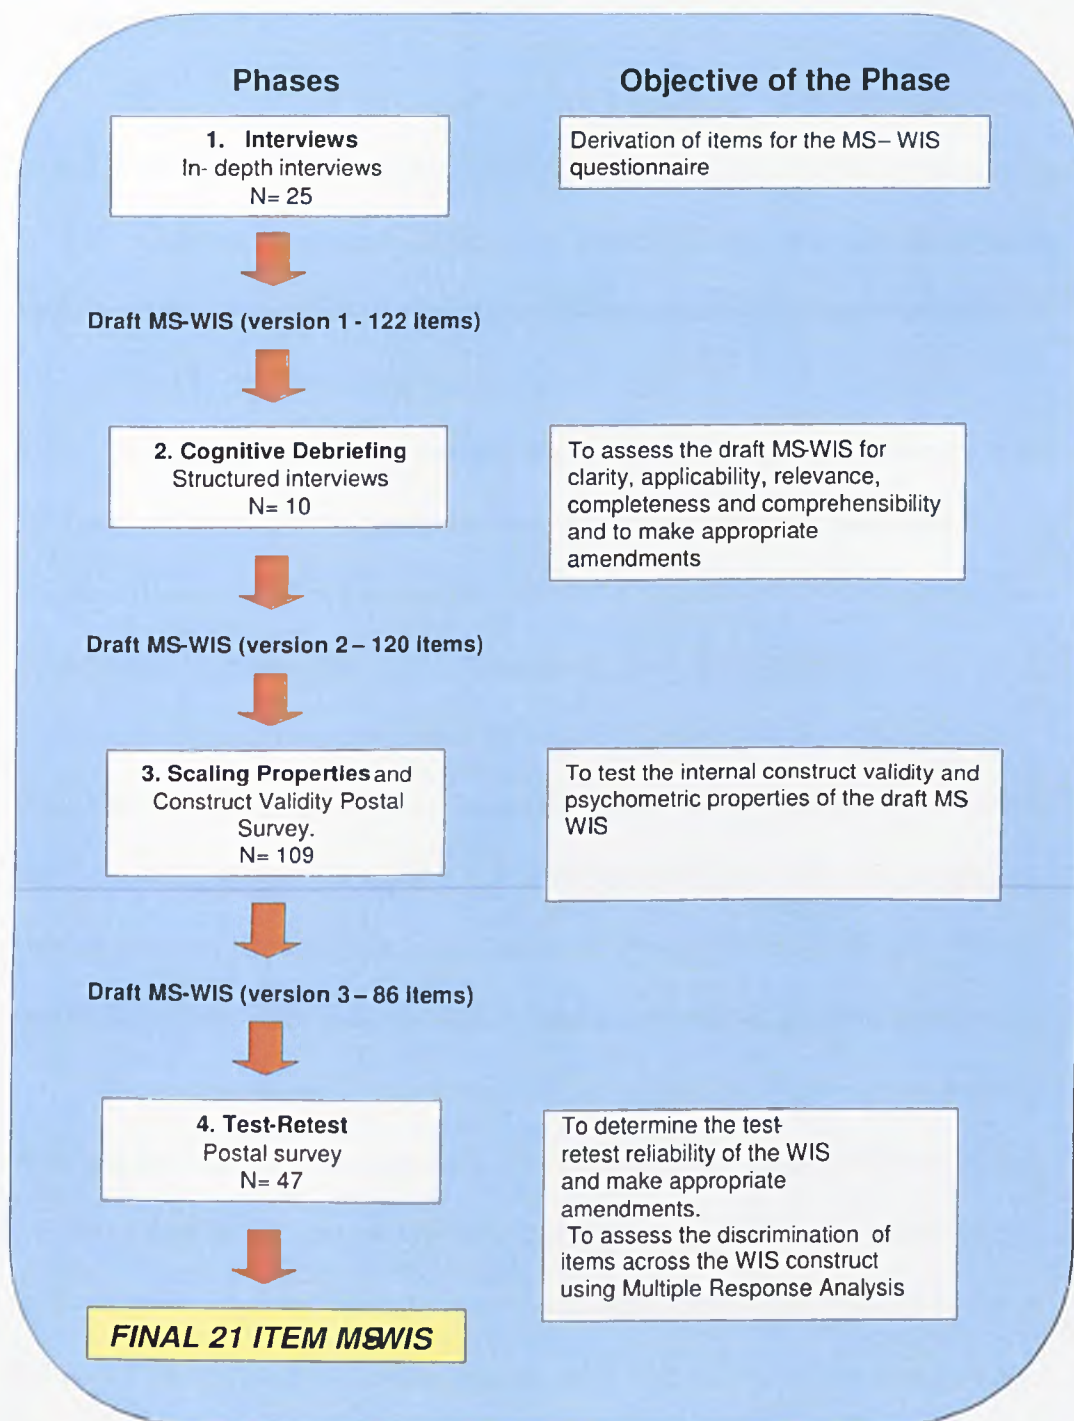 Phases
Objective of the Phase
1. Interviews
In- depth interviews
N= 25
Derivation of items for the MS– WIS
questionnaire
Draft MS-WIS (version 1 - 122 items)
2. Cognitive Debriefing
Structured interviews
N= 10
To assess the draft MS-WIS for
clarity, applicability, relevance,
completeness and comprehensibility
and to make appropriate
amendments
Draft MS-WIS (version 2 – 120 items)
3. Scaling Properties and
Construct Validity Postal
Survey.
N= 109
To test the internal construct validity and
psychometric properties of the draft MS
WIS
Draft MS-WIS (version 3 – 86 items)
4. Test-Retest
Postal survey
N= 47
To determine the test-
retest reliability of the WIS
and make appropriate
amendments.
To assess the discrimination of
items across the WIS construct
using Multiple Response Analysis
FINAL 21 ITEM MSWIS